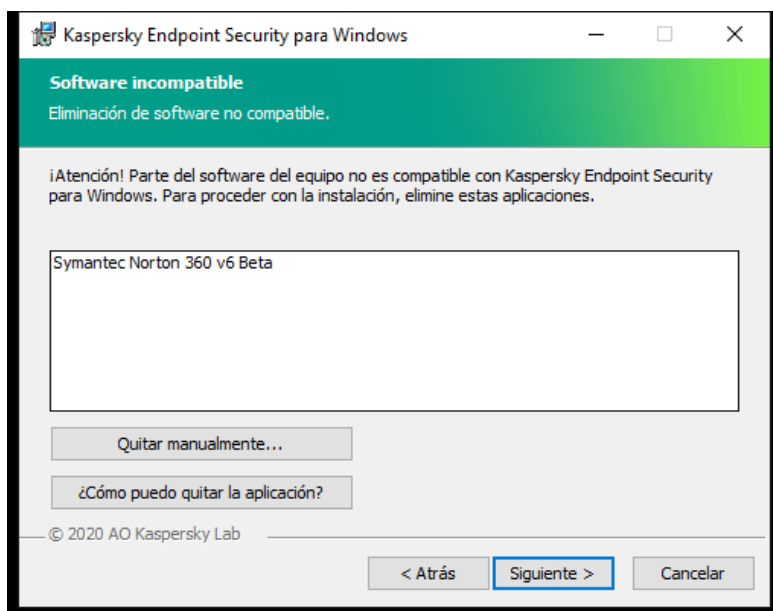 Kaspersky Endpoint Security para Windows
Software incompatible
Eliminación de software no compatible.
¡Atención! Parte del software del equipo no es compatible con Kaspersky Endpoint Security
para Windows. Para proceder con la instalación, elimine estas aplicaciones.
Symantec Norton 360 v6 Beta
Quitar manualmente...
¿Cómo puedo quitar la aplicación?
© 2020 AO Kaspersky Lab
< Atrás Siguiente > Cancelar